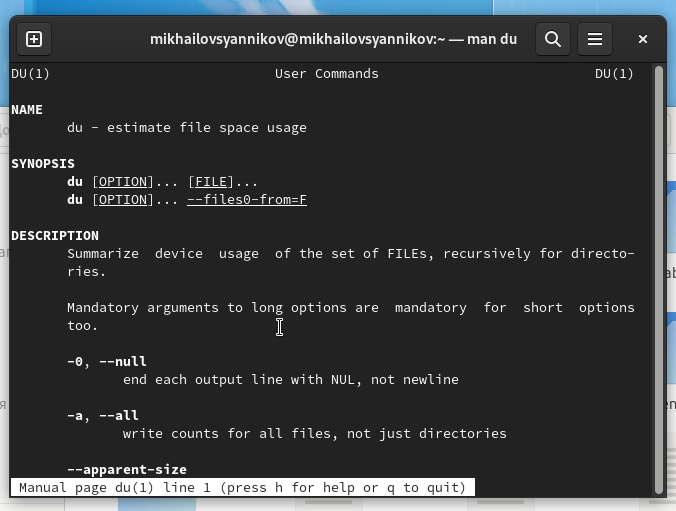 mikhailovsyannikov@mikhailovsyannikov:~ — man du
DU(1) User Commands DU(1)
NAME
du - estimate file space usage
SYNOPSIS
du [OPTION]... [FILE]...
du [OPTION]... --files0-from=F
DESCRIPTION
Summarize device usage of the set of FILEs, recursively for directo-
ries.
Mandatory arguments to long options are mandatory for short options
too.
-0, --null
end each output line with NUL, not newline
-a, --all
write counts for all files, not just directories
--apparent-size
Manual page du(1) line 1 (press h for help or q to quit)